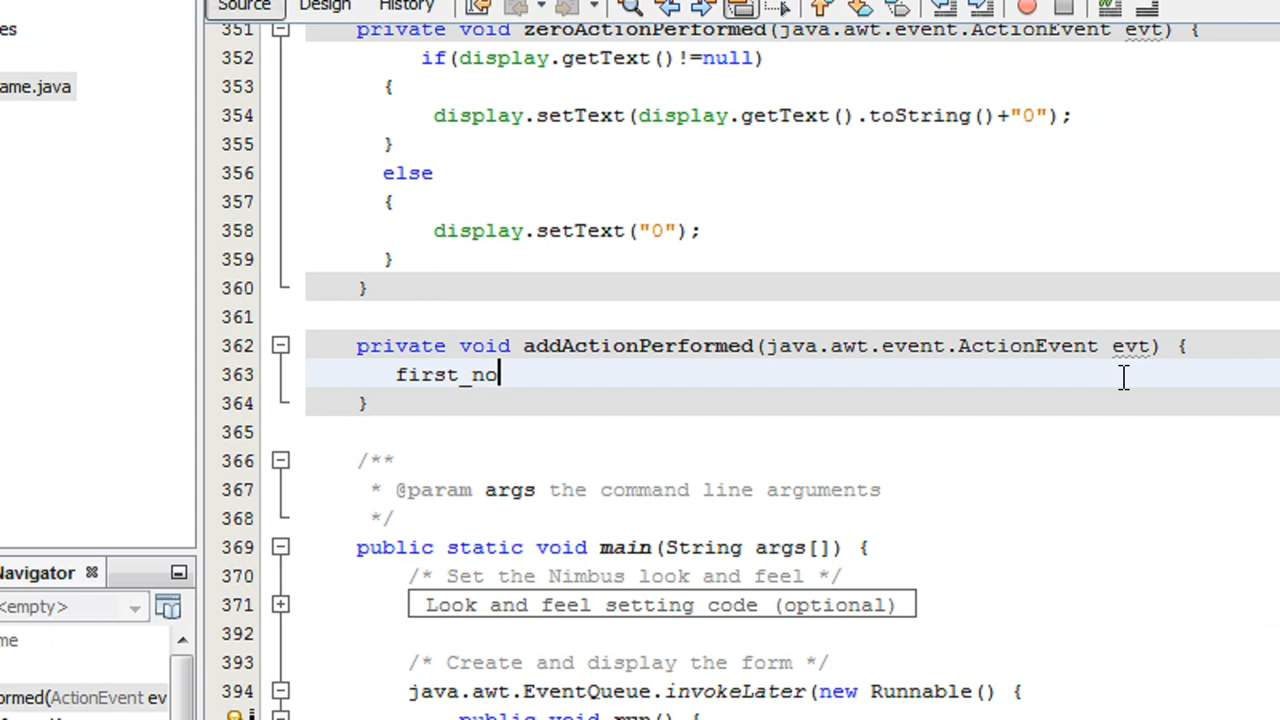 Source Design History
es
ame.java
351 private void zeroActionPerformed(java.awt.event.ActionEvent evt) {
352 if(display.getText()!=null)
353 {
354 display.setText(display.getText().toString()+"0");
355 }
356 else
357 {
358 display.setText("0");
359 }
360 }
361
362 private void addActionPerformed(java.awt.event.ActionEvent evt) {
363 first_no
364 }
365
366 /**
367 * @param args the command line arguments
368 */
369 public static void main(String args[]) {
370 /* Set the Nimbus look and feel */
371 Look and feel setting code (optional)
392
393 /* Create and display the form */
394 java.awt.EventQueue.invokeLater(new Runnable() {
public void run() {
Navigator
<empty>
me
ormed(ActionEvent ev